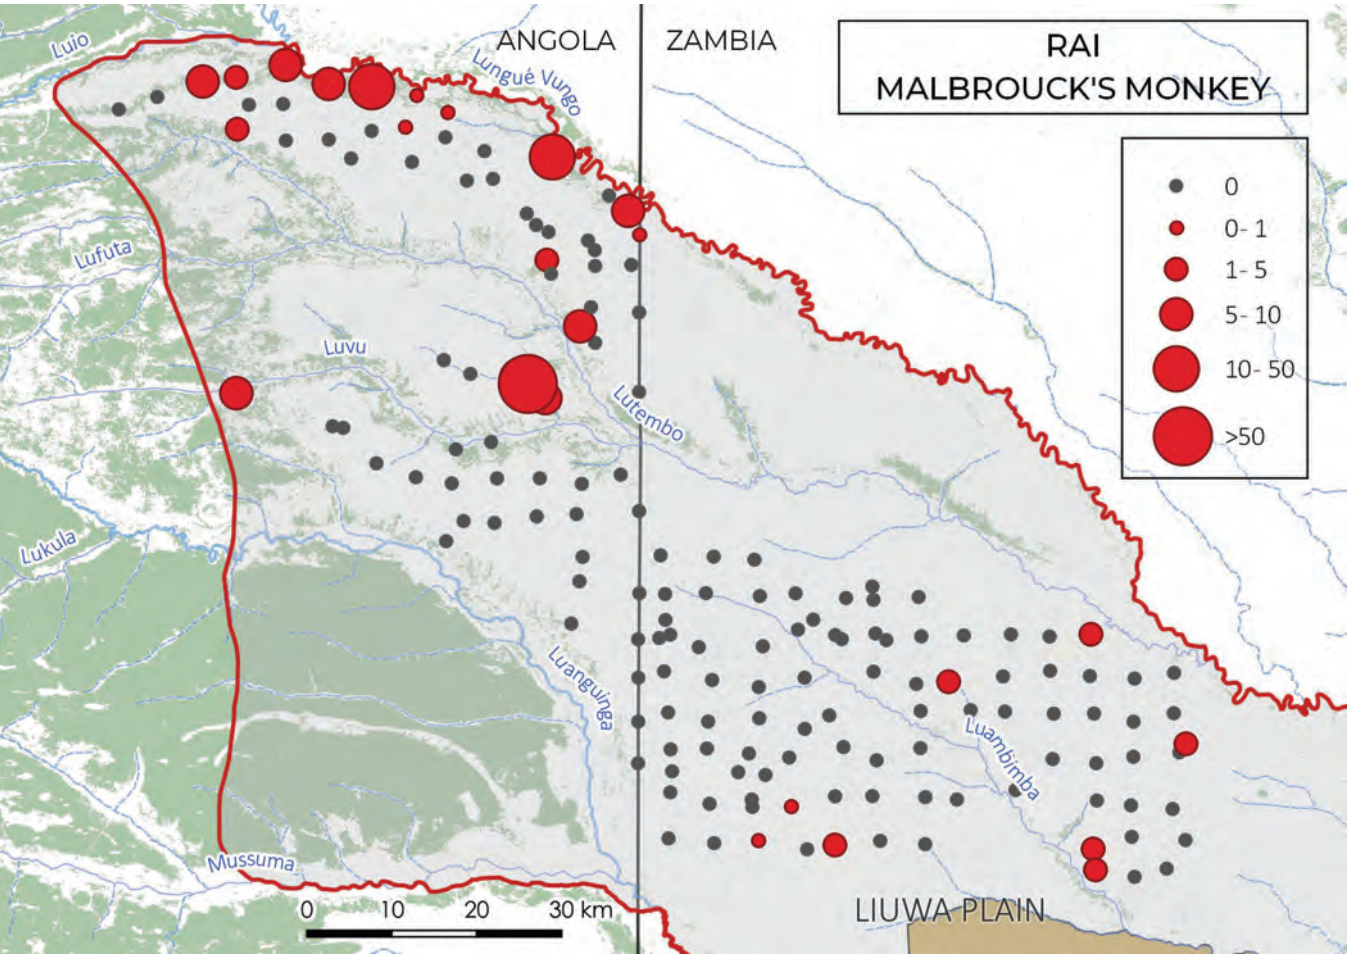 ANGOLA
ZAMBIA
RAI
MALBROUCK'S MONKEY
0
0- 1
1- 5
5- 10
10- 50
>50
Luio
Lungué Vungo
Lufuta
Luvu
Lutembo
Lukula
Luanguinga
Luambimba
Mussuma
LIUWA PLAIN
0 10 20 30 km